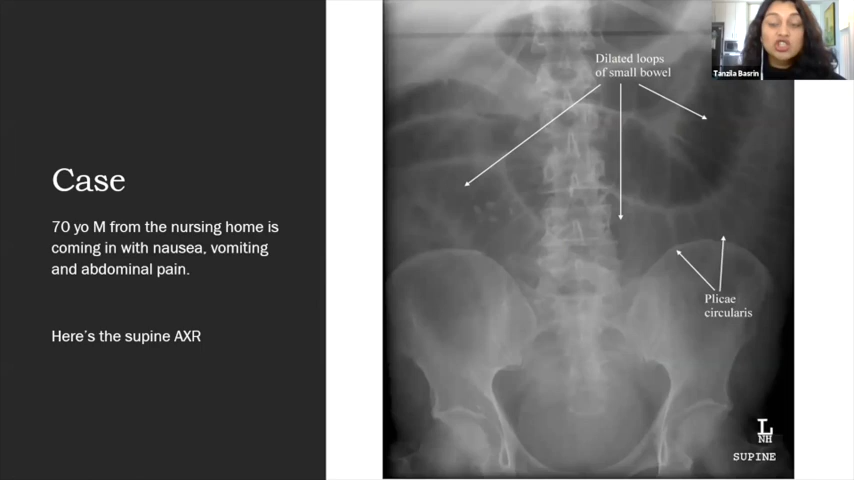 Case
70 yo M from the nursing home is
coming in with nausea, vomiting
and abdominal pain.
Here's the supine AXR
Dilated loops
of small bowel
Plicae
circularis
L
NH
SUPINE
Tanzila Basrin